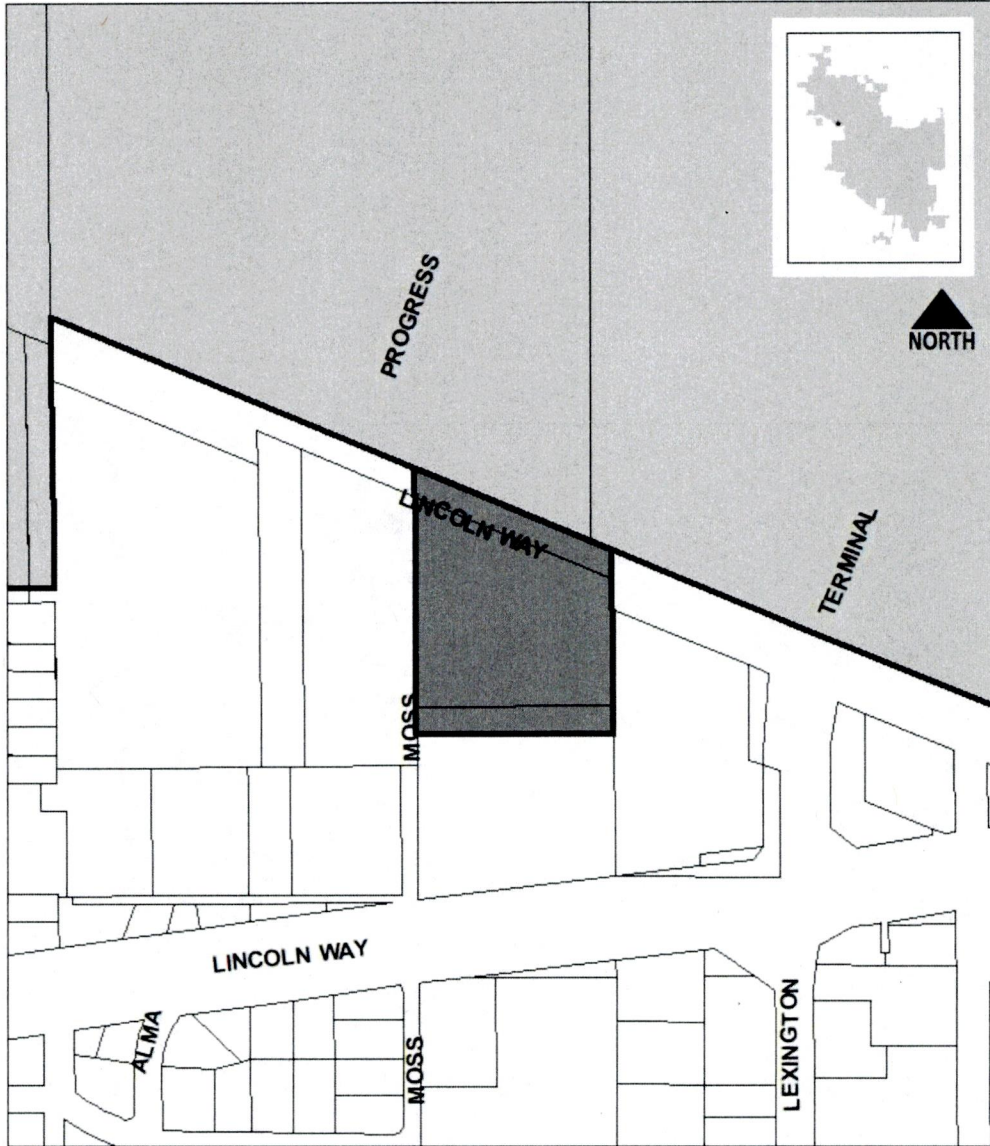 PROGRESS
NORTH
LINCOLN WAY
TERMINAL
MOSS
LINCOLN WAY
ALMA
MOSS
LEXINGTON